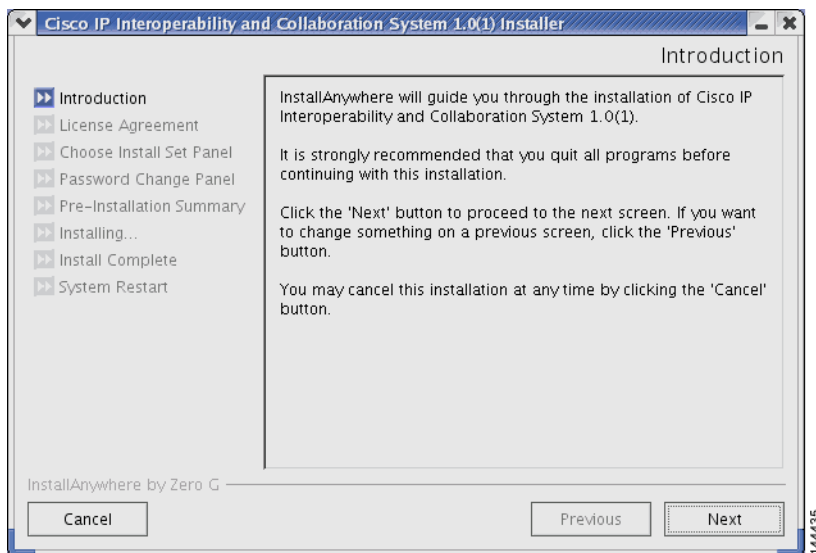 Cisco IP Interoperability and Collaboration System 1.0(1) Installer
Introduction
Introduction
License Agreement
Choose Install Set Panel
Password Change Panel
Pre-Installation Summary
Installing...
Install Complete
System Restart
InstallAnywhere will guide you through the installation of Cisco IP
Interoperability and Collaboration System 1.0(1).
It is strongly recommended that you quit all programs before
continuing with this installation.
Click the 'Next' button to proceed to the next screen. If you want
to change something on a previous screen, click the 'Previous'
button.
You may cancel this installation at any time by clicking the 'Cancel'
button.
InstallAnywhere by Zero G
Cancel
Previous
Next
144435